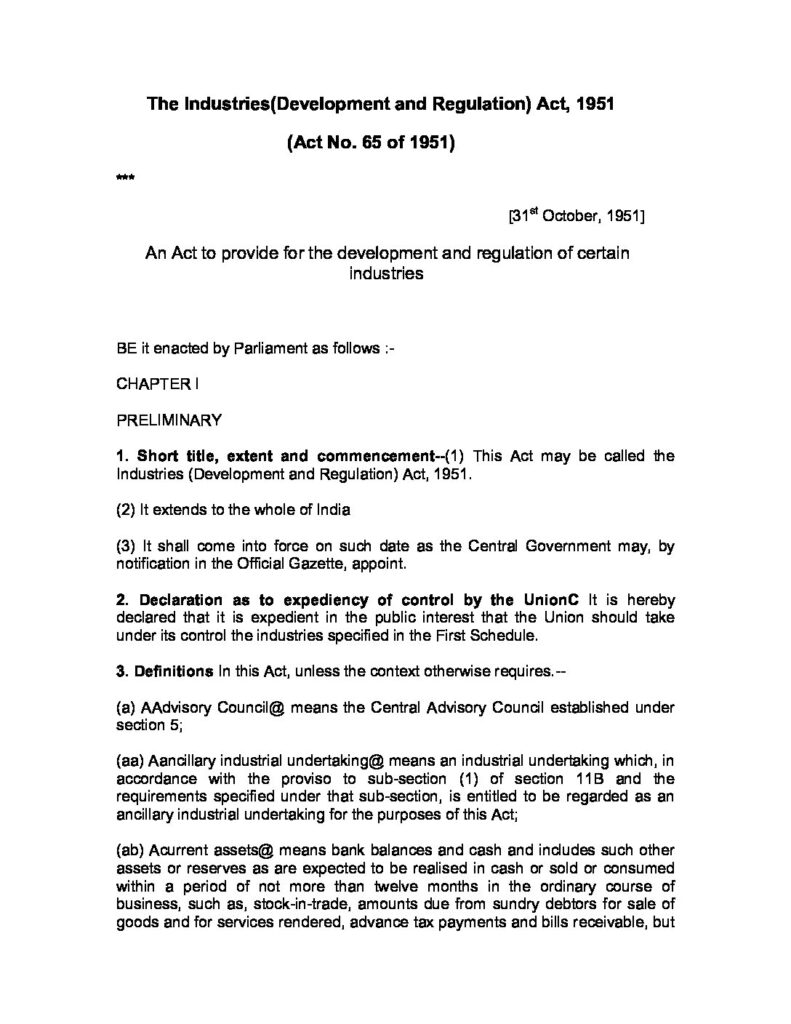 The Industries(Development and Regulation) Act, 1951
(Act No. 65 of 1951)
***
[31st October, 1951]
An Act to provide for the development and regulation of certain
industries
BE it enacted by Parliament as follows :-
CHAPTER I
PRELIMINARY
1. Short title, extent and commencement--(1) This Act may be called the
Industries (Development and Regulation) Act, 1951.
(2) It extends to the whole of India
(3) It shall come into force on such date as the Central Government may, by
notification in the Official Gazette, appoint.
2. Declaration as to expediency of control by the UnionC It is hereby
declared that it is expedient in the public interest that the Union should take
under its control the industries specified in the First Schedule.
3. Definitions In this Act, unless the context otherwise requires.--
(a) AAdvisory Council@ means the Central Advisory Council established under
section 5;
(aa) Aancillary industrial undertaking@ means an industrial undertaking which, in
accordance with the proviso to sub-section (1) of section 11B and the
requirements specified under that sub-section, is entitled to be regarded as an
ancillary industrial undertaking for the purposes of this Act;
(ab) Acurrent assets@ means bank balances and cash and includes such other
assets or reserves as are expected to be realised in cash or sold or consumed
within a period of not more than twelve months in the ordinary course of
business, such as, stock-in-trade, amounts due from sundry debtors for sale of
goods and for services rendered, advance tax payments and bills receivable, but